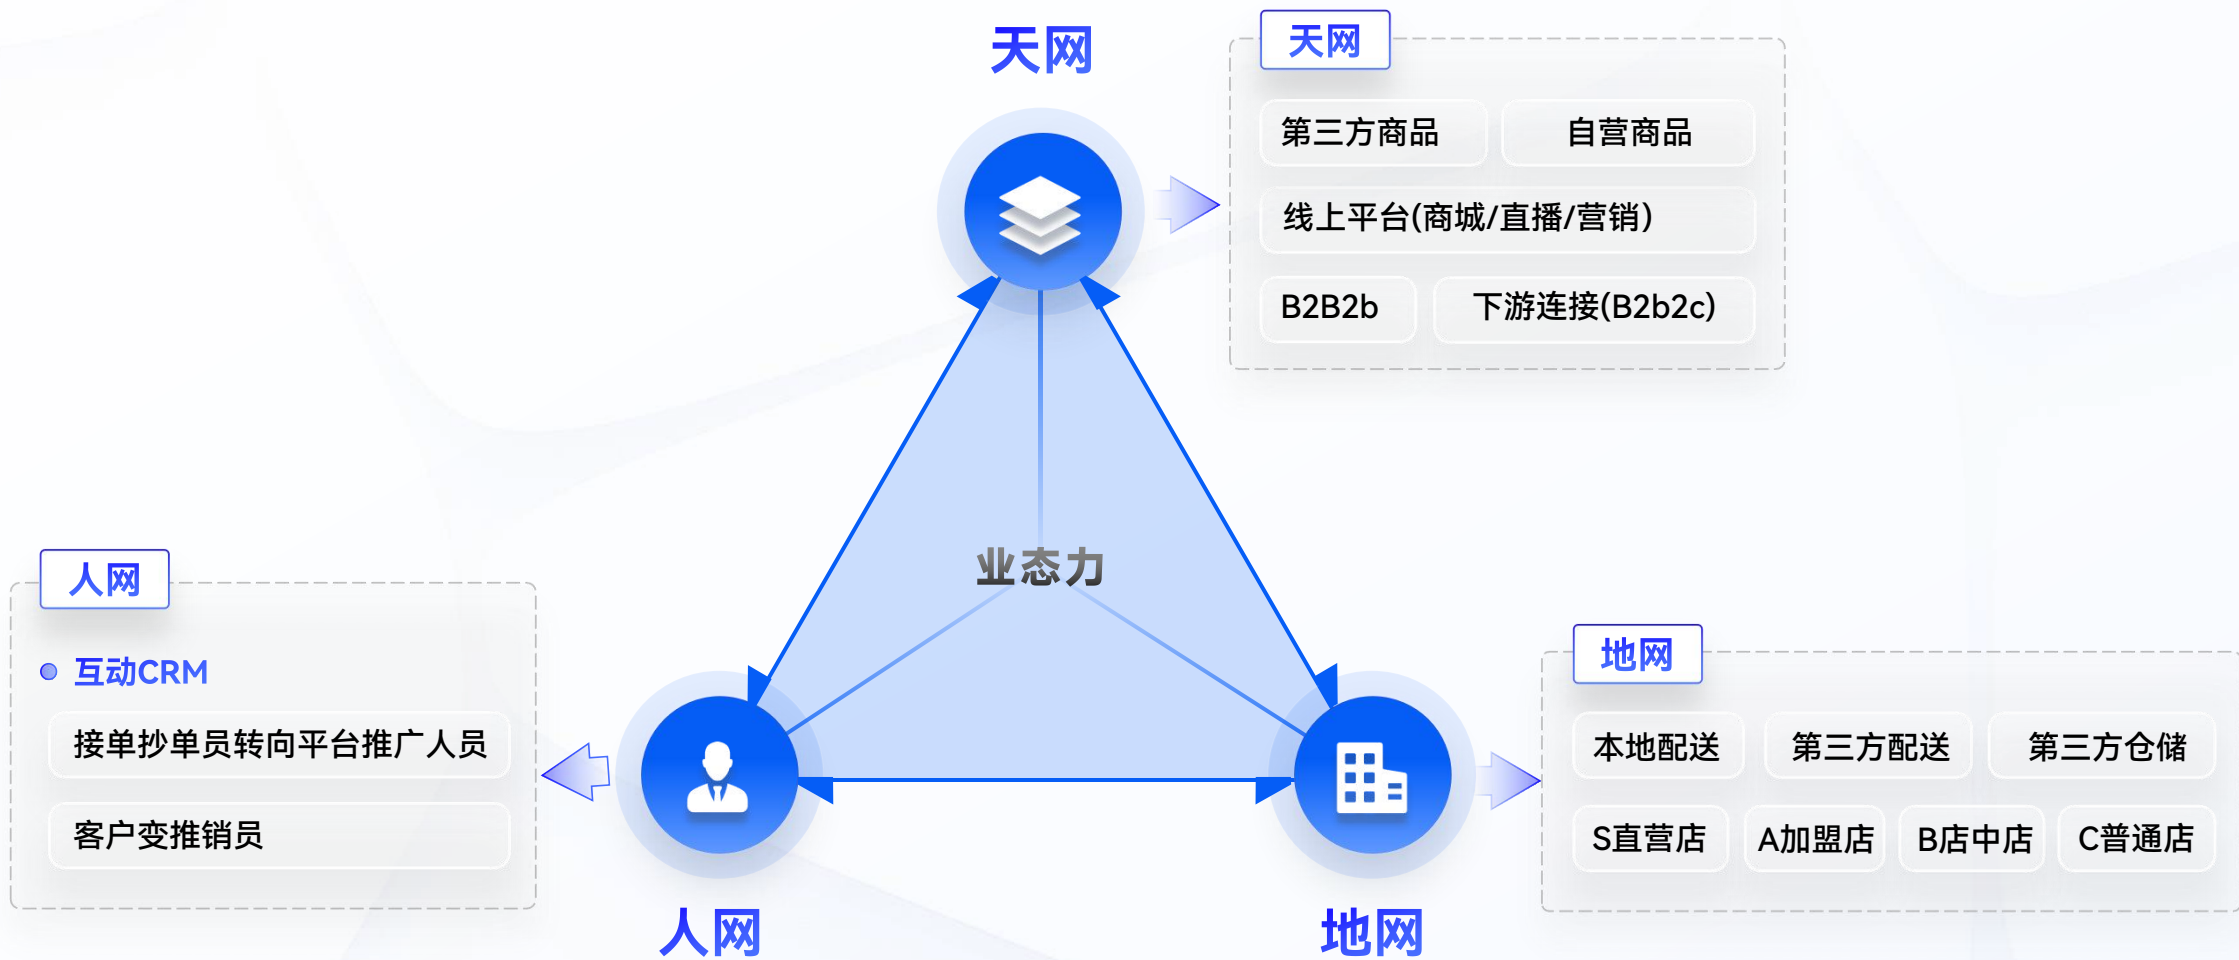 天网
天网
第三方商品
自营商品
线上平台(商城/直播/营销)
B2B2b
下游连接(B2b2c)
业态力
人网
互动CRM
接单抄单员转向平台推广人员
客户变推销员
人网
地网
地网
本地配送
第三方配送
第三方仓储
S直营店
A加盟店
B店中店
C普通店